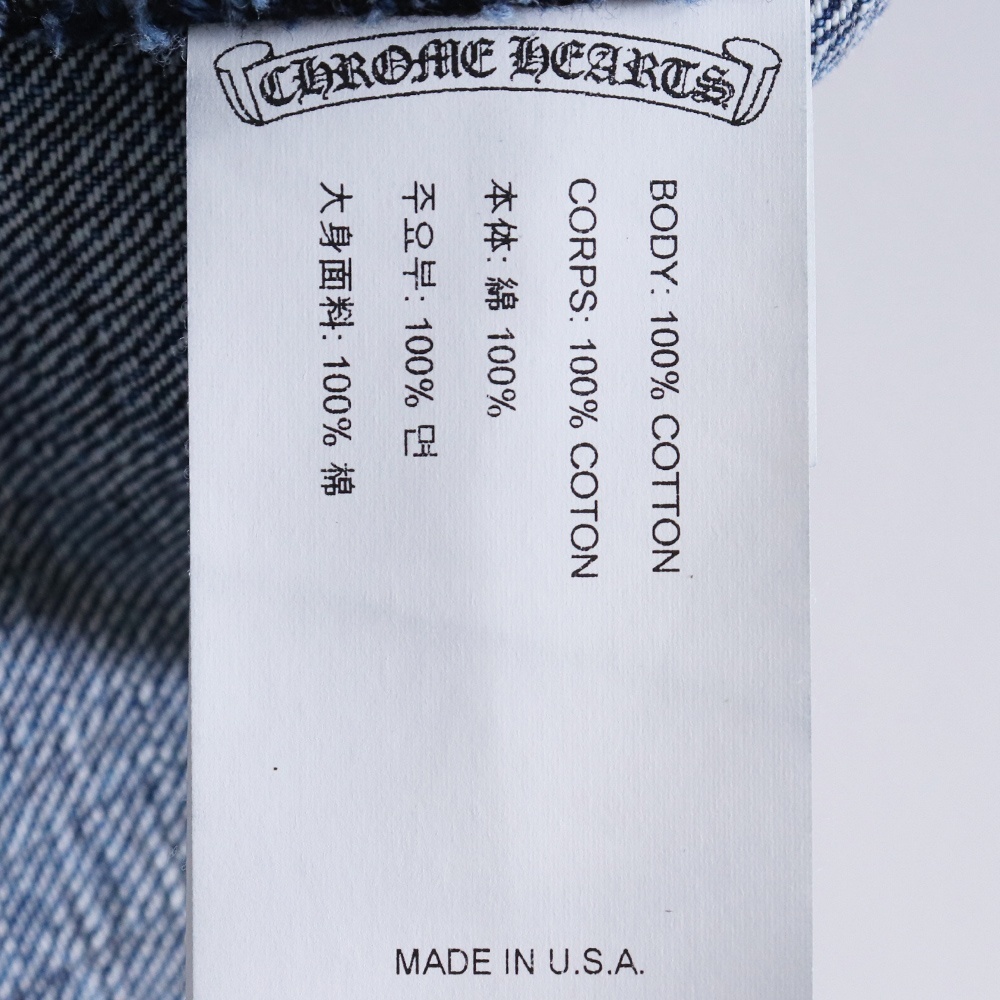 CHROME HEARTS
BODY: 100% COTTON
CORPS: 100% COTON
本体: 綿 100%
주요부: 100% 면
大身面料: 100% 棉
MADE IN U.S.A.